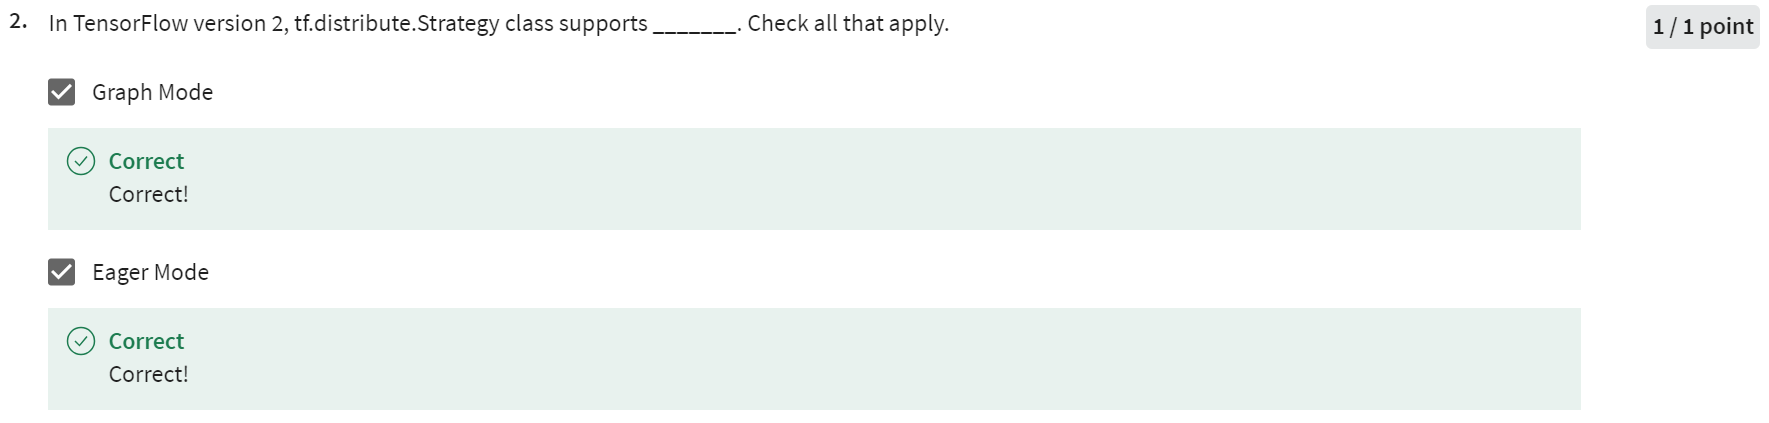 2. In TensorFlow version 2, tf.distribute.Strategy class supports _______. Check all that apply.
1 / 1 point
Graph Mode
Correct
Correct!
Eager Mode
Correct
Correct!